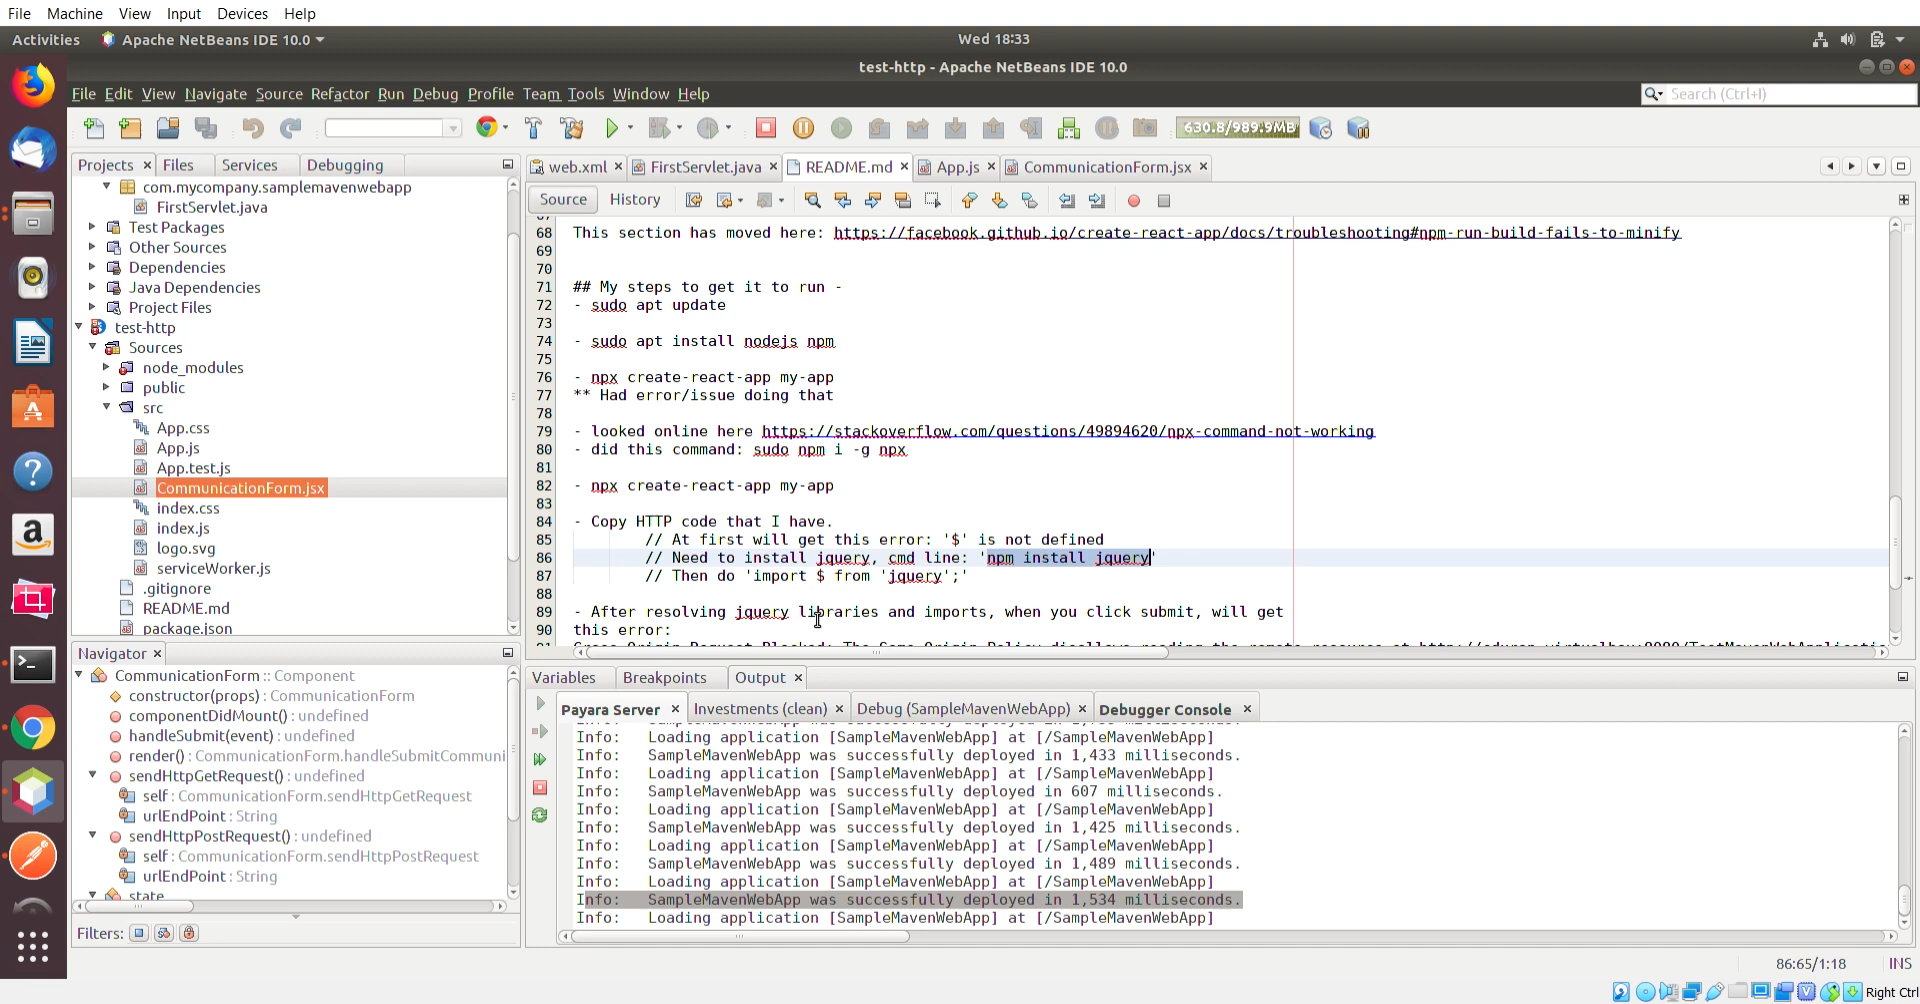 File Machine View Input Devices Help
Activities Apache NetBeans IDE 10.0 Wed 18:33
test-http - Apache NetBeans IDE 10.0
File Edit View Navigate Source Refactor Run Debug Profile Team Tools Window Help Search (Ctrl+I)
630.8/989.9MB
Projects Files Services Debugging
web.xml FirstServlet.java README.md App.js CommunicationForm.jsx
Source History
com.mycompany.samplemavenwebapp
FirstServlet.java
Test Packages
Other Sources
Dependencies
Java Dependencies
Project Files
test-http
Sources
node_modules
public
src
App.css
App.js
App.test.js
CommunicationForm.jsx
index.css
index.js
logo.svg
serviceWorker.js
.gitignore
README.md
package.json
68 This section has moved here: https://facebook.github.io/create-react-app/docs/troubleshooting#npm-run-build-fails-to-minify
69
70
71 ## My steps to get it to run -
72 - sudo apt update
73
74 - sudo apt install nodejs npm
75
76 - npx create-react-app my-app
77 ** Had error/issue doing that
78
79 - looked online here https://stackoverflow.com/questions/49894620/npx-command-not-working
80 - did this command: sudo npm i -g npx
81
82 - npx create-react-app my-app
83
84 - Copy HTTP code that I have.
85 // At first will get this error: '$' is not defined
86 // Need to install jquery, cmd line: 'npm install jquery'
87 // Then do 'import $ from 'jquery';'
88
89 - After resolving jquery libraries and imports, when you click submit, will get
90 this error:
Navigator
CommunicationForm :: Component
constructor(props) : CommunicationForm
componentDidMount() : undefined
handleSubmit(event) : undefined
render() : CommunicationForm.handleSubmitCommuni
sendHttpGetRequest() : undefined
self : CommunicationForm.sendHttpGetRequest
urlEndPoint : String
sendHttpPostRequest() : undefined
self : CommunicationForm.sendHttpPostRequest
urlEndPoint : String
state
Filters:
Variables Breakpoints Output
Payara Server Investments (clean) Debug (SampleMavenWebApp) Debugger Console
Info: Loading application [SampleMavenWebApp] at [/SampleMavenWebApp]
Info: SampleMavenWebApp was successfully deployed in 1,433 milliseconds.
Info: Loading application [SampleMavenWebApp] at [/SampleMavenWebApp]
Info: SampleMavenWebApp was successfully deployed in 607 milliseconds.
Info: Loading application [SampleMavenWebApp] at [/SampleMavenWebApp]
Info: SampleMavenWebApp was successfully deployed in 1,425 milliseconds.
Info: Loading application [SampleMavenWebApp] at [/SampleMavenWebApp]
Info: SampleMavenWebApp was successfully deployed in 1,489 milliseconds.
Info: Loading application [SampleMavenWebApp] at [/SampleMavenWebApp]
Info: SampleMavenWebApp was successfully deployed in 1,534 milliseconds.
Info: Loading application [SampleMavenWebApp] at [/SampleMavenWebApp]
86:65/1:18 INS
Right Ctrl